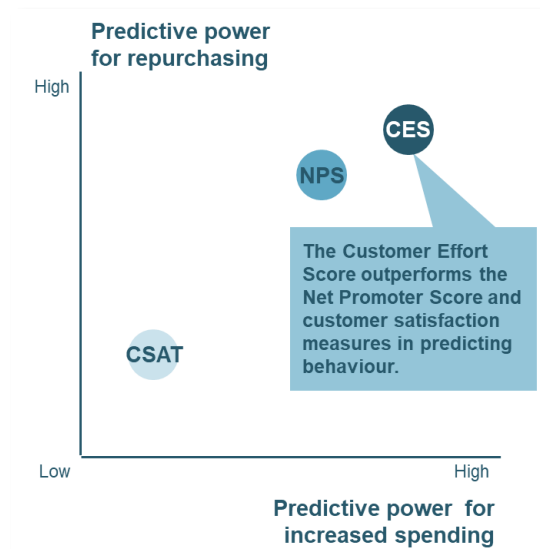 Predictive power
for repurchasing
High
CES
NPS
The Customer Effort
Score outperforms the
Net Promoter Score and
customer satisfaction
measures in predicting
behaviour.
CSAT
Low
High
Predictive power for
increased spending